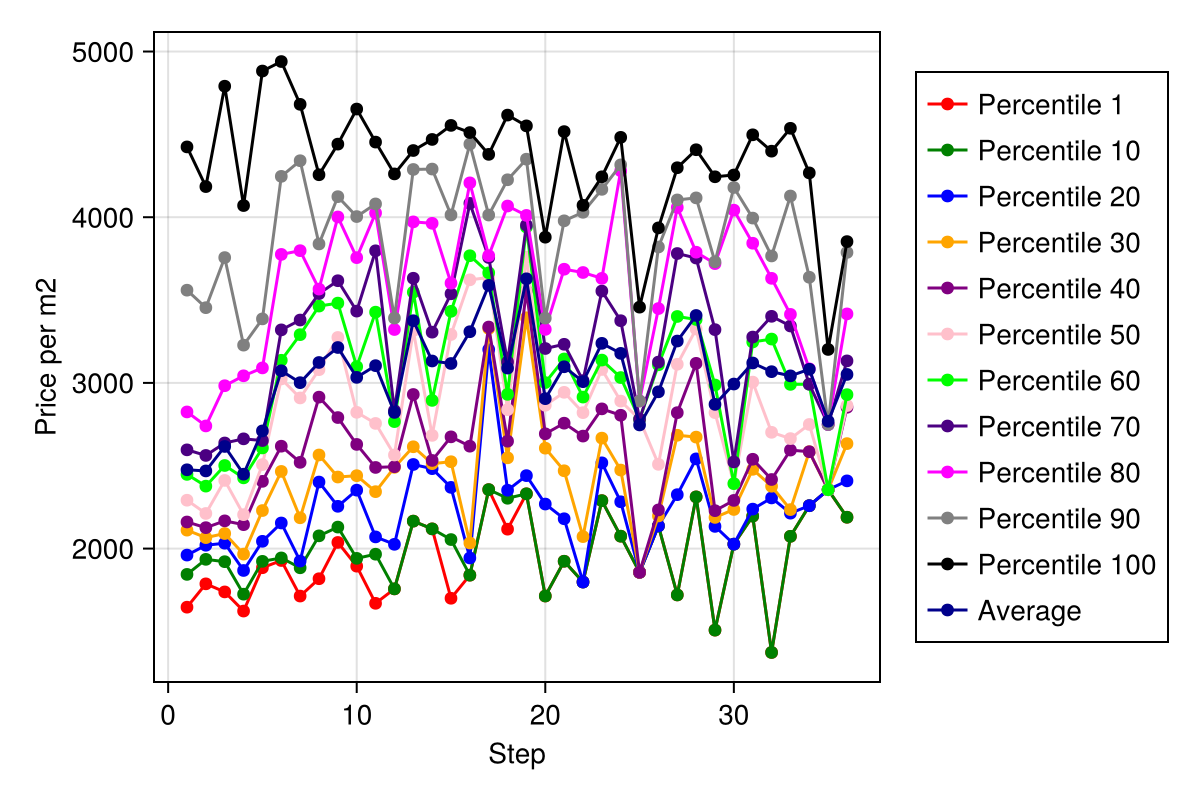 5000
4000
3000
2000
Price per m2
0 10 20 30
Step
Percentile 1
Percentile 10
Percentile 20
Percentile 30
Percentile 40
Percentile 50
Percentile 60
Percentile 70
Percentile 80
Percentile 90
Percentile 100
Average